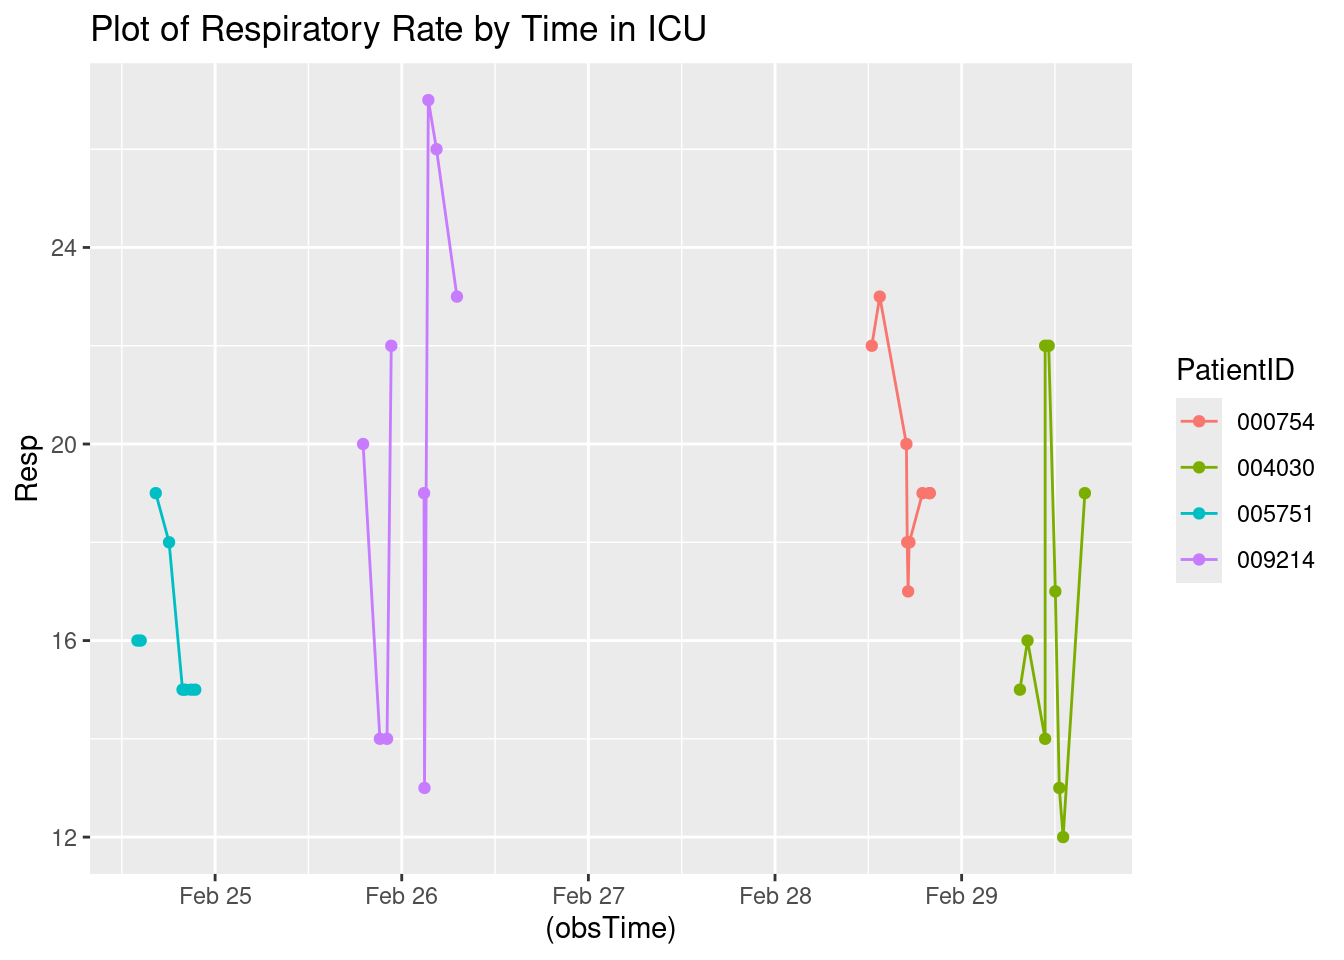 Plot of Respiratory Rate by Time in ICU
Resp
24
20
16
12
Feb 25
Feb 26
Feb 27
Feb 28
Feb 29
(obsTime)
PatientID
000754
004030
005751
009214